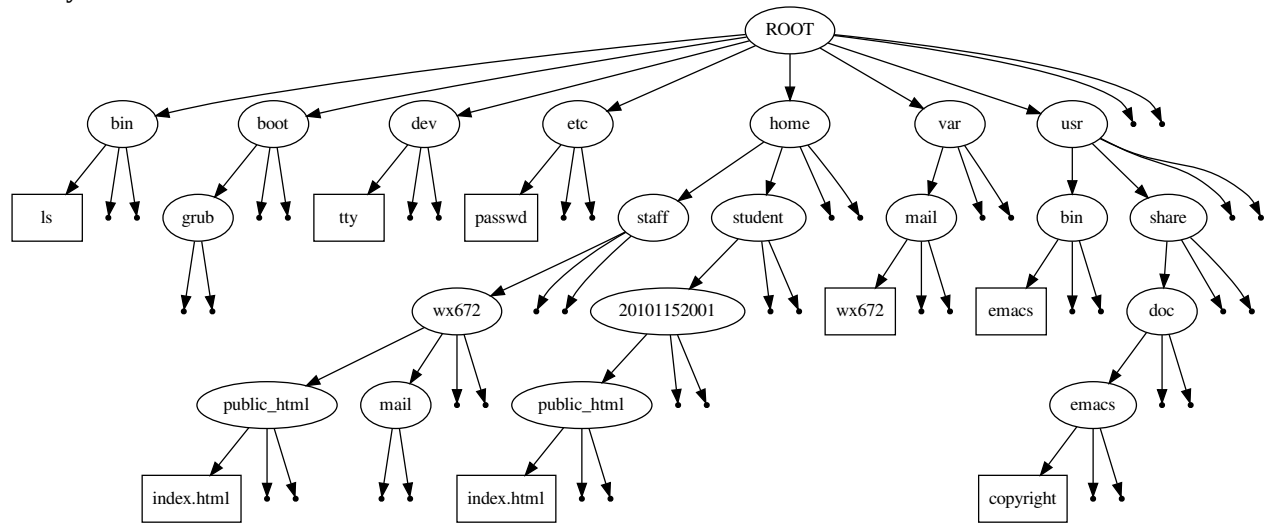 ROOT
bin boot dev etc home var usr
ls grub tty passwd staff student mail bin share
wx672 20101152001 wx672 emacs doc
public_html mail public_html emacs
index.html index.html copyright